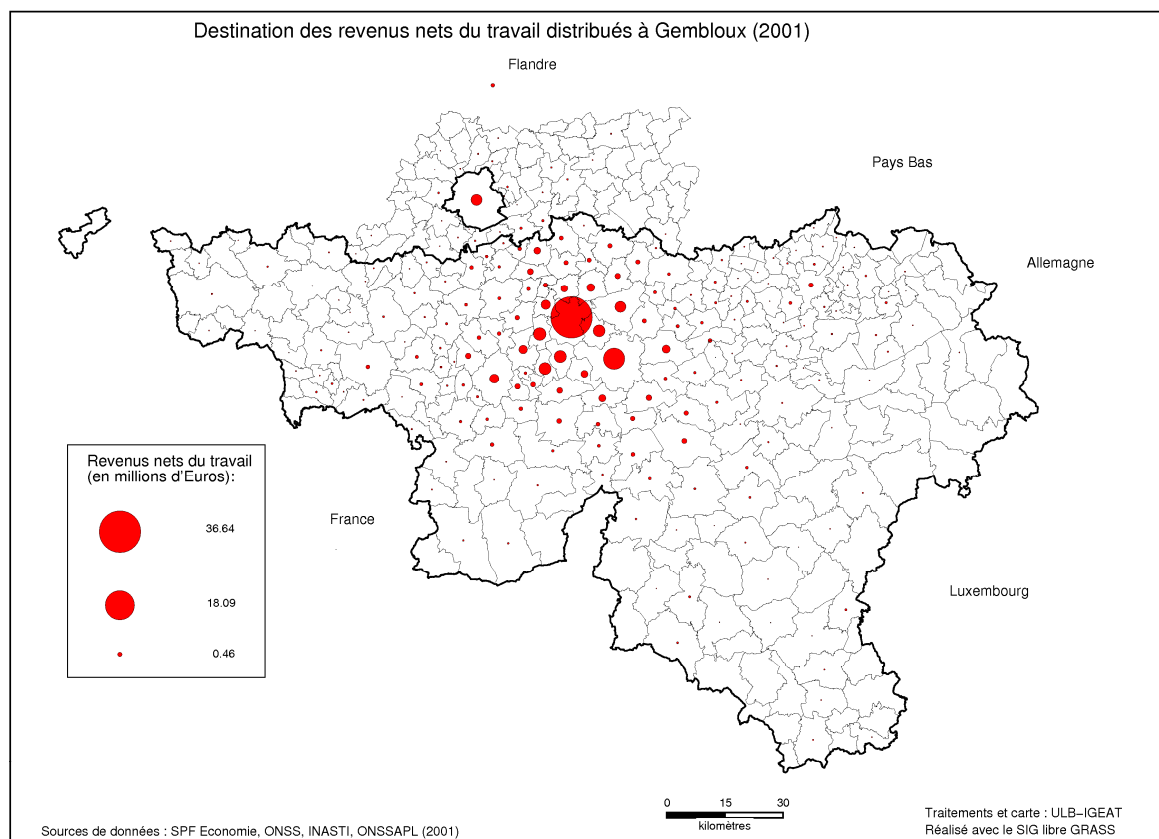 Destination des revenus nets du travail distribués à Gembloux (2001)
Flandre
Pays Bas
Allemagne
Revenus nets du travail
(en millions d'Euros):
36.64
18.09
0.46
France
Luxembourg
0 15 30
kilomètres
Sources de données : SPF Economie, ONSS, INASTI, ONSSAPL (2001)
Traitements et carte : ULB-IGEAT
Réalisé avec le SIG libre GRASS